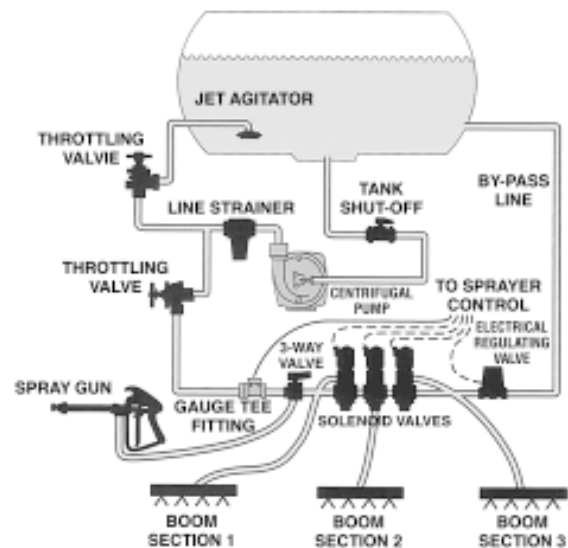 JET AGITATOR
THROTTLING
VALVIE
TANK
SHUT-OFF
BY-PASS
LINE
LINE STRAINER
THROTTLING
VALVE
CENTRIFUGAL
PUMP
TO SPRAYER
CONTROL
ELECTRICAL
REGULATING
VALVE
3-WAY
VALVE
SPRAY GUN
GAUGE TEE
FITTING
SOLENOID VALVES
BOOM
SECTION 1
BOOM
SECTION 2
BOOM
SECTION 3